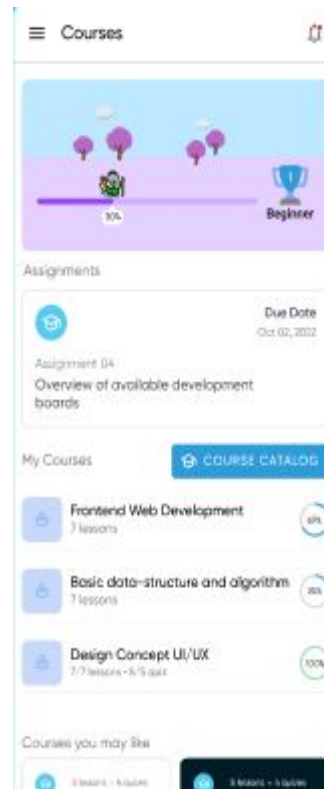 Courses
30%
1
Beginner
Assignments
Due Date
Oct 02, 2022
Assignment 04
Overview of available development
boards
My Courses
COURSE CATALOG
Frontend Web Development
7 lessons
Basic data-structure and algorithm
7 lessons
Design Concept UI/UX
7/7 lessons • 5/5 quiz
100%
Courses you may like